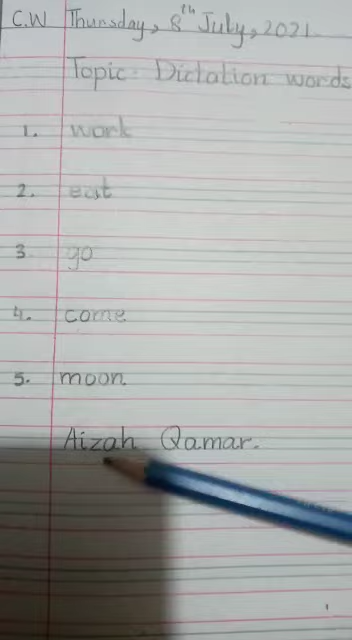 C.W Thursday, 8th July, 2021.
Topic: Dictation words
1. work
2. eat
3. go
4. come
5. moon.
Aizah Qamar.